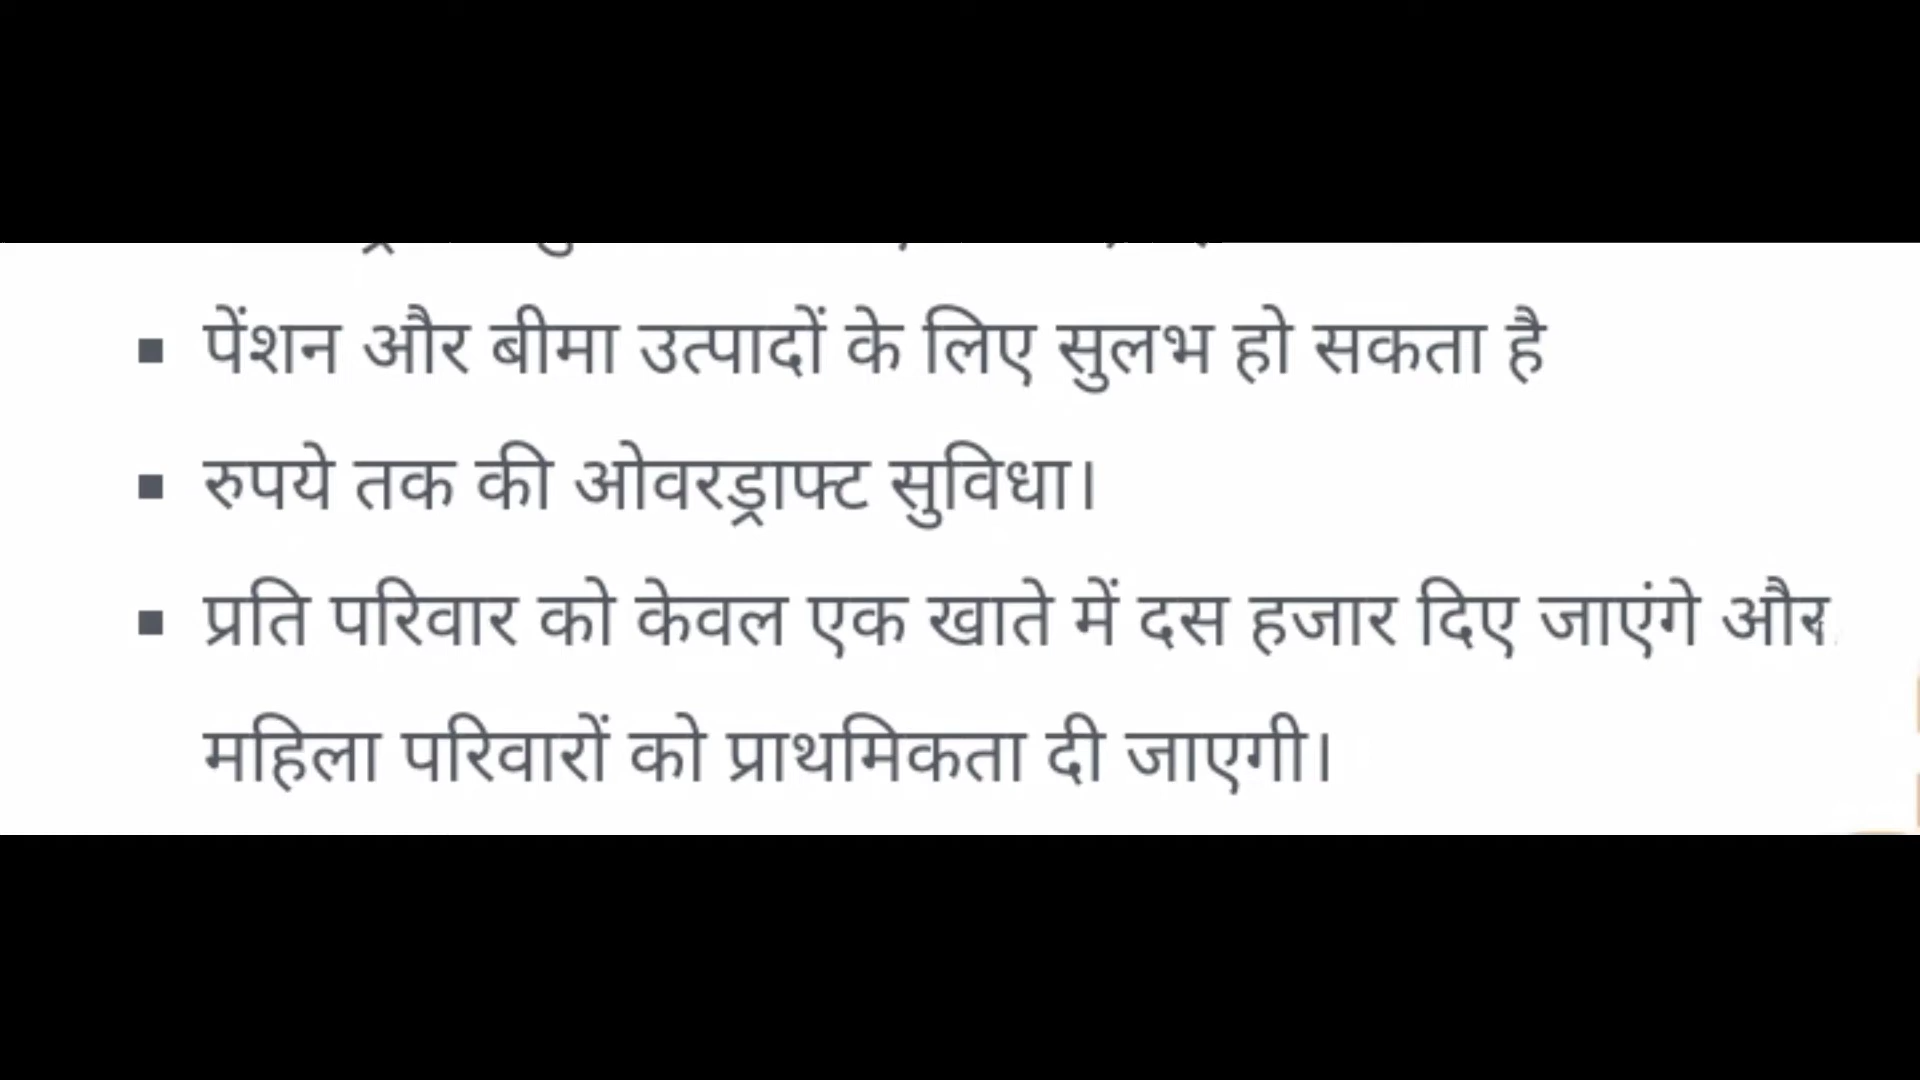 ▪ पेंशन और बीमा उत्पादों के लिए सुलभ हो सकता है
▪ रुपये तक की ओवरड्राफ्ट सुविधा।
▪ प्रति परिवार को केवल एक खाते में दस हजार दिए जाएंगे और
महिला परिवारों को प्राथमिकता दी जाएगी।